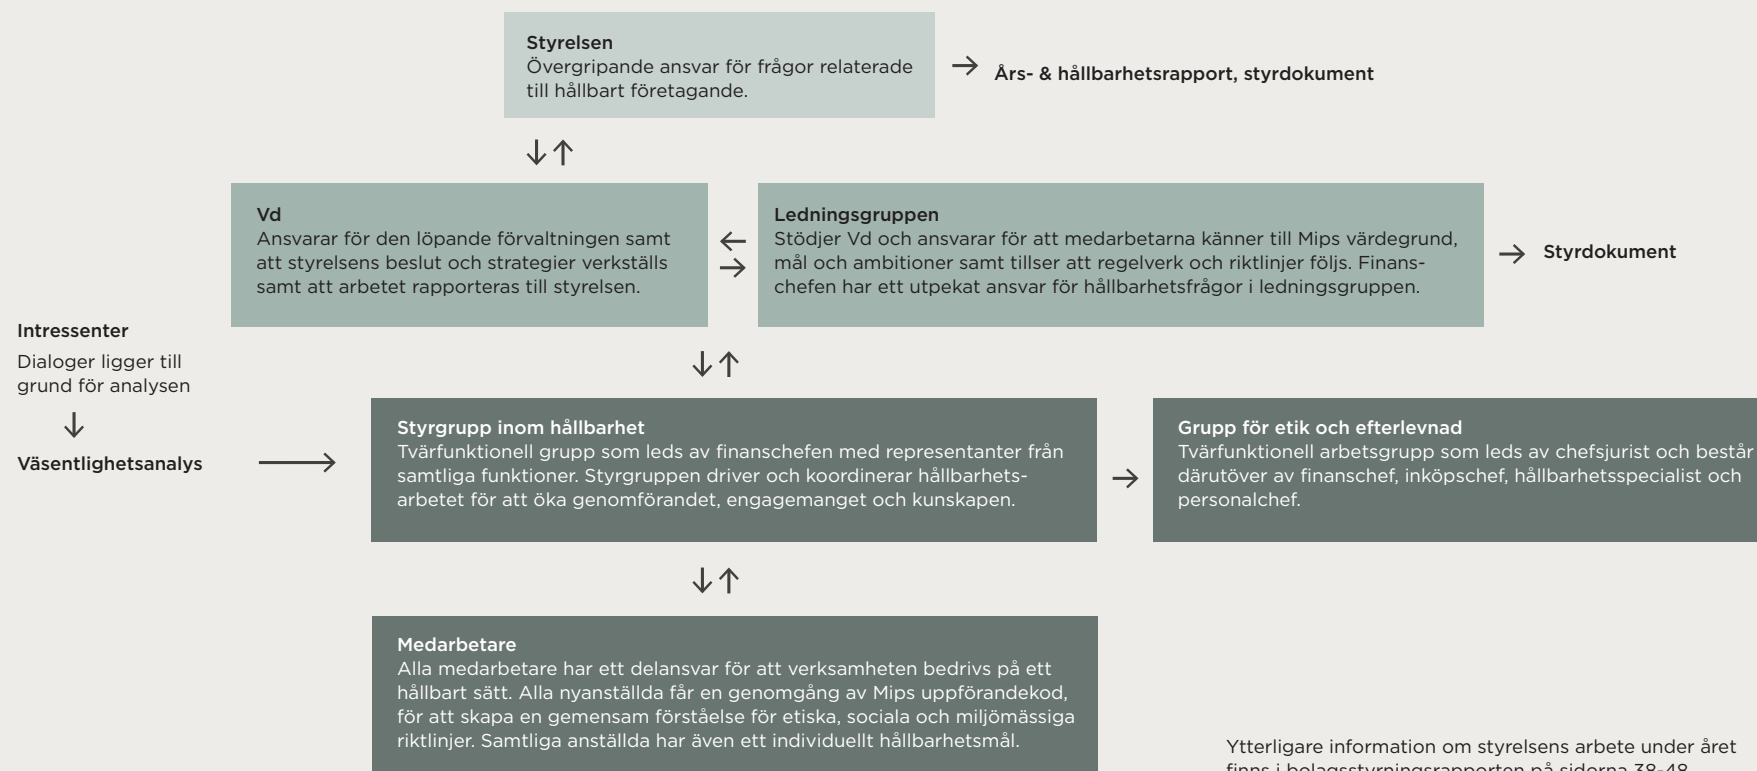 Styrelsen
Övergripande ansvar för frågor relaterade
till hållbart företagande.
Års- & hållbarhetsrapport, styrdokument
Vd
Ansvarar för den löpande förvaltningen samt
att styrelsens beslut och strategier verkställs
samt att arbetet rapporteras till styrelsen.
Ledningsgruppen
Stödjer Vd och ansvarar för att medarbetarna känner till Mips värdegrund,
mål och ambitioner samt tillser att regelverk och riktlinjer följs. Finans-
chefen har ett utpekat ansvar för hållbarhetsfrågor i ledningsgruppen.
Styrdokument
Intressenter
Dialoger ligger till
grund för analysen
Väsentlighetsanalys
Styrgrupp inom hållbarhet
Tvärfunktionell grupp som leds av finanschefen med representanter från
samtliga funktioner. Styrgruppen driver och koordinerar hållbarhets-
arbetet för att öka genomförandet, engagemanget och kunskapen.
Grupp för etik och efterlevnad
Tvärfunktionell arbetsgrupp som leds av chefsjurist och består
därutöver av finanschef, inköpschef, hållbarhetsspecialist och
personalchef.
Medarbetare
Alla medarbetare har ett delansvar för att verksamheten bedrivs på ett
hållbart sätt. Alla nyanställda får en genomgång av Mips uppförandekod,
för att skapa en gemensam förståelse för etiska, sociala och miljömässiga
riktlinjer. Samtliga anställda har även ett individuellt hållbarhetsmål.
Ytterligare information om styrelsens arbete under året
finns i bolagsstyrningsrapporten på sidorna 38-48